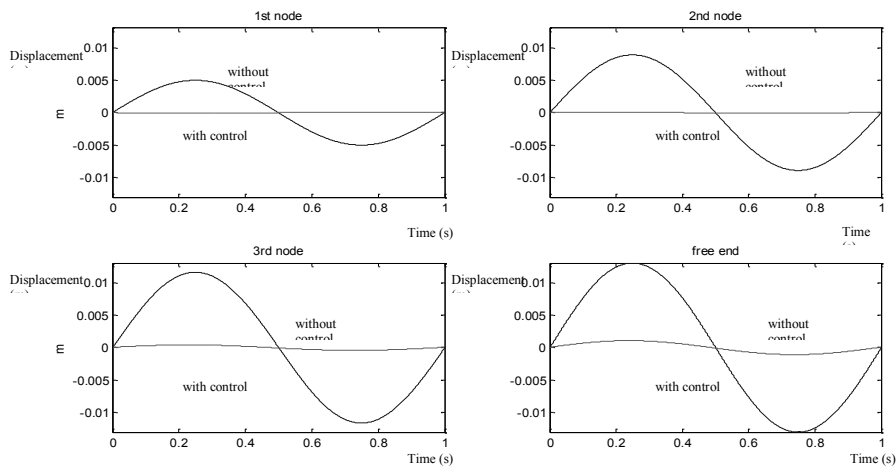 1st node
Displacement
0.01
0.005
0
-0.005
-0.01
m
without
control
with control
0 0.2 0.4 0.6 0.8 1
Time (s)
2nd node
Displacement
0.01
0.005
0
-0.005
-0.01
without
control
with control
0 0.2 0.4 0.6 0.8 1
Time
3rd node
Displacement
0.01
0.005
0
-0.005
-0.01
m
without
control
with control
0 0.2 0.4 0.6 0.8 1
Time (s)
free end
Displacement
0.01
0.005
0
-0.005
-0.01
without
control
with control
0 0.2 0.4 0.6 0.8 1
Time (s)